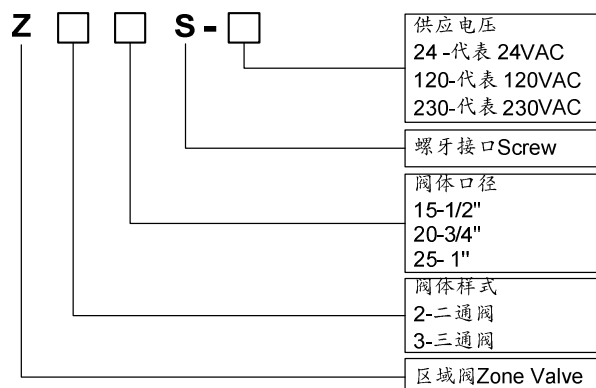 Z □ □ S - □
供应电压
24 -代表 24VAC
120-代表 120VAC
230-代表 230VAC
螺牙接口Screw
阀体口径
15-1/2"
20-3/4"
25- 1"
阀体样式
2-二通阀
3-三通阀
区域阀Zone Valve